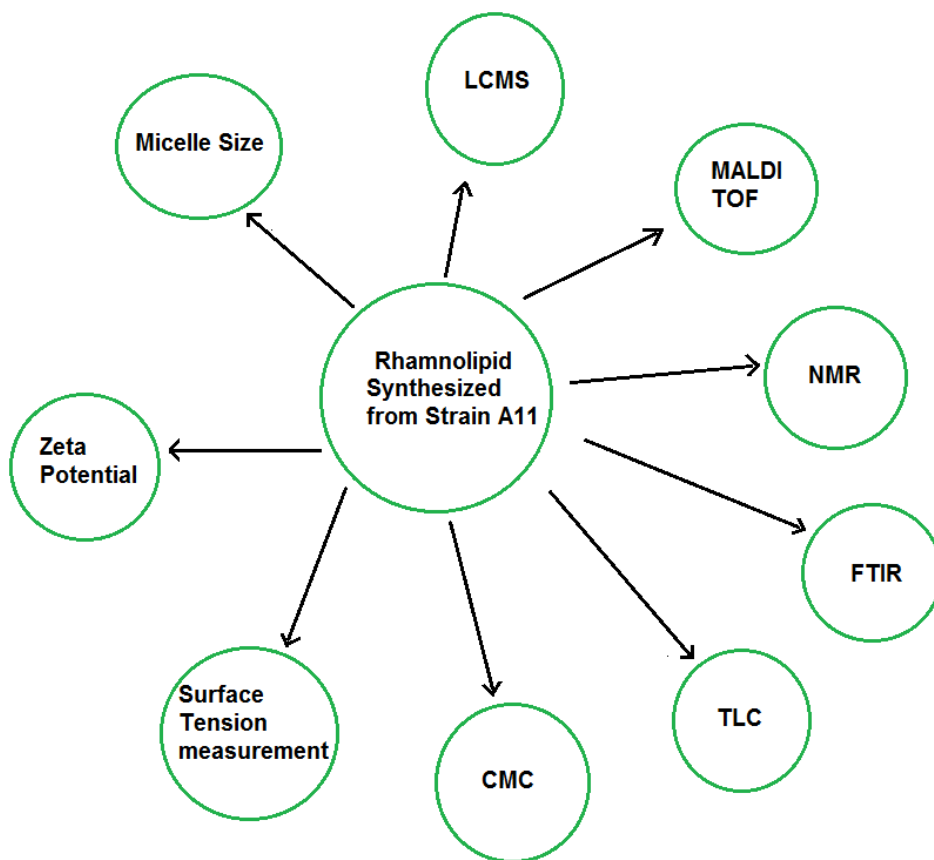 LCMS
Micelle Size
MALDI
TOF
Rhamnolipid
Synthesized
from Strain A11
NMR
Zeta
Potential
FTIR
Surface
Tension
measurement
TLC
CMC